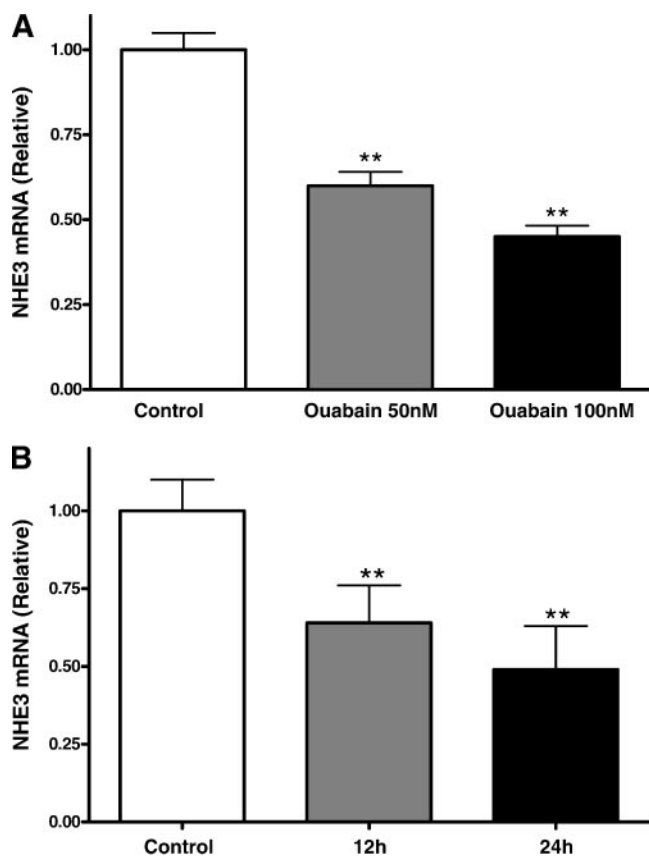 A
NHE3 mRNA (Relative)
1.00
0.75
0.50
0.25
0.00
**
**
Control Ouabain 50nM Ouabain 100nM
B
NHE3 mRNA (Relative)
1.00
0.75
0.50
0.25
0.00
**
**
Control 12h 24h